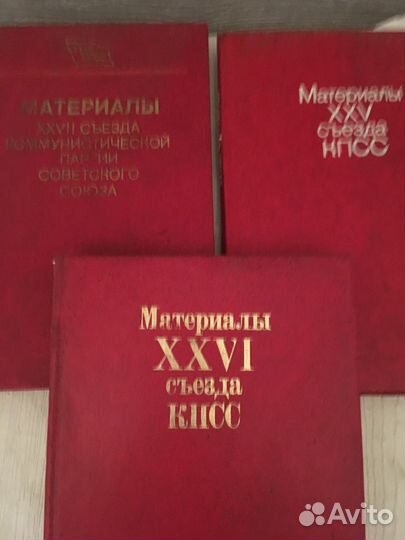 МАТЕРИАЛЫ
XXVII СЪЕЗДА
КОММУНИСТИЧЕСКОЙ
ПАРТИИ
СОВЕТСКОГО
СОЮЗА
Материалы
XXV
съезда
КПСС
Материалы
XXVI
съезда
КПСС
Avito